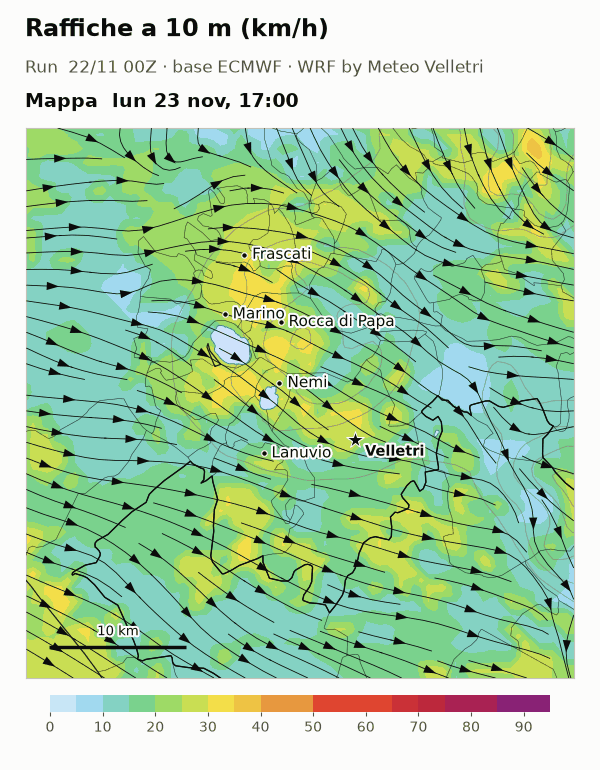 Raffiche a 10 m (km/h)
Run 22/11 00Z · base ECMWF · WRF by Meteo Velletri
Mappa lun 23 nov, 17:00
Frascati
Marino
Rocca di Papa
Nemi
Velletri
Lanuvio
10 km
0 10 20 30 40 50 60 70 80 90